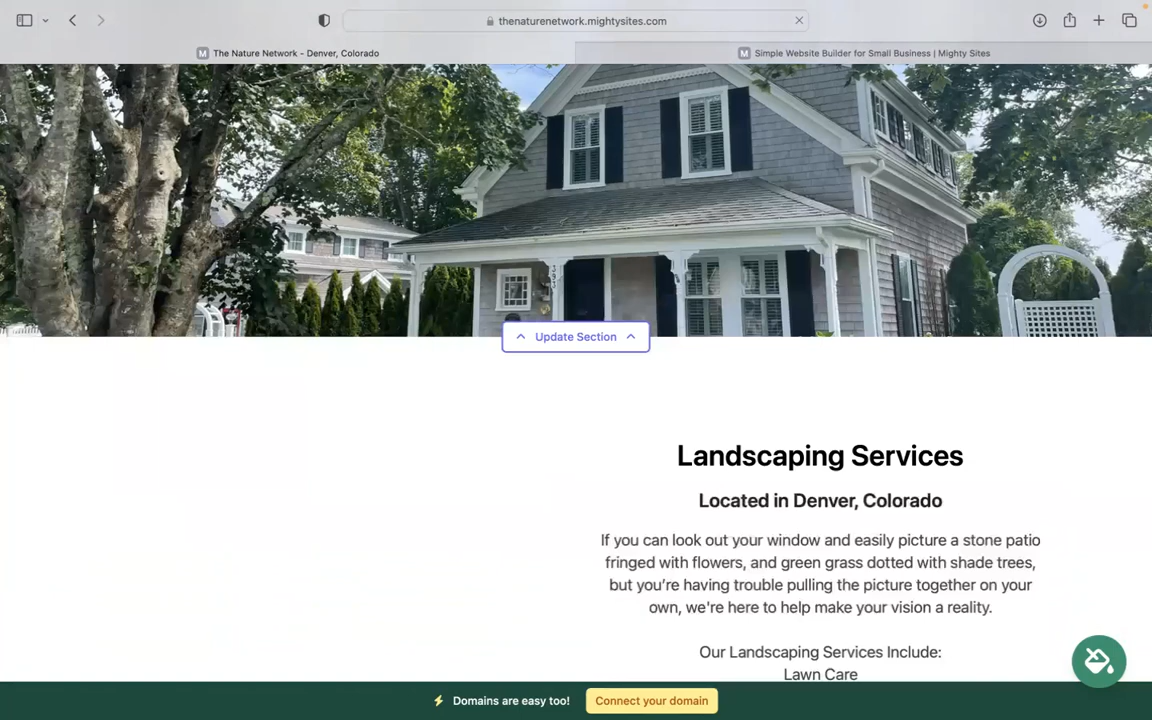 thenaturenetwork.mightysites.com
The Nature Network - Denver, Colorado
Simple Website Builder for Small Business | Mighty Sites
Update Section
Landscaping Services
Located in Denver, Colorado
If you can look out your window and easily picture a stone patio
fringed with flowers, and green grass dotted with shade trees,
but you’re having trouble pulling the picture together on your
own, we're here to help make your vision a reality.
Our Landscaping Services Include:
Lawn Care
Domains are easy too!
Connect your domain